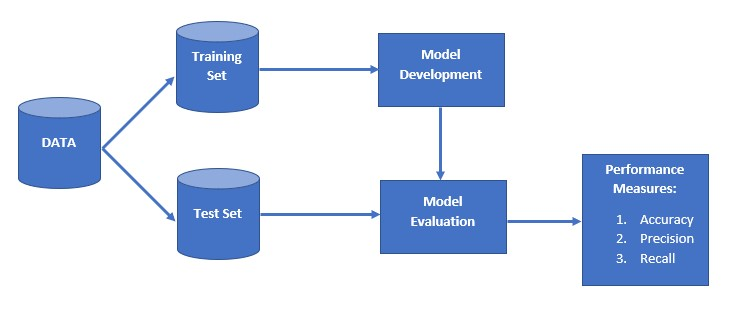 Training
Set
Model
Development
DATA
Test Set
Model
Evaluation
Performance
Measures:
1. Accuracy
2. Precision
3. Recall